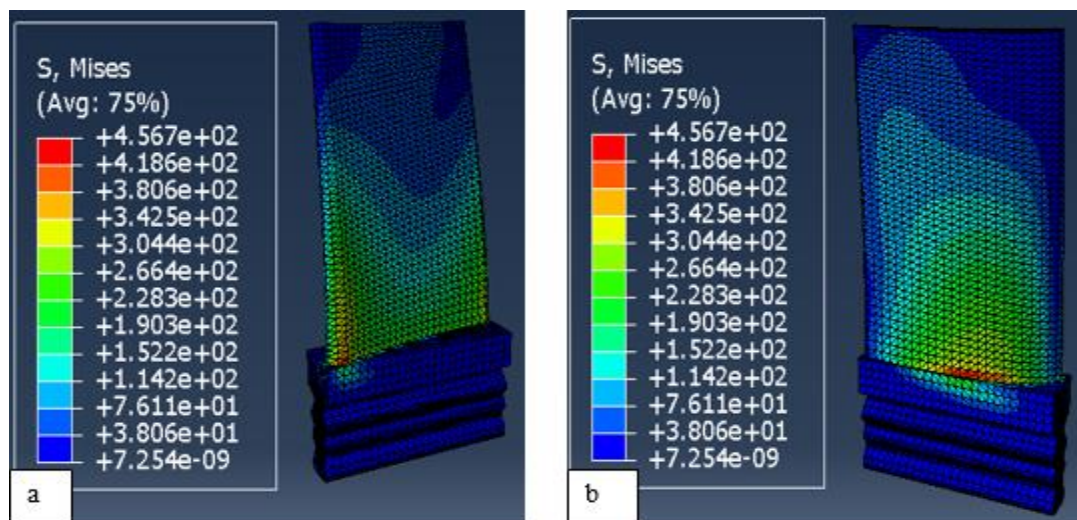 S, Mises
(Avg: 75%)
+4.567e+02
+4.186e+02
+3.806e+02
+3.425e+02
+3.044e+02
+2.664e+02
+2.283e+02
+1.903e+02
+1.522e+02
+1.142e+02
+7.611e+01
+3.806e+01
+7.254e-09
a
S, Mises
(Avg: 75%)
+4.567e+02
+4.186e+02
+3.806e+02
+3.425e+02
+3.044e+02
+2.664e+02
+2.283e+02
+1.903e+02
+1.522e+02
+1.142e+02
+7.611e+01
+3.806e+01
+7.254e-09
b